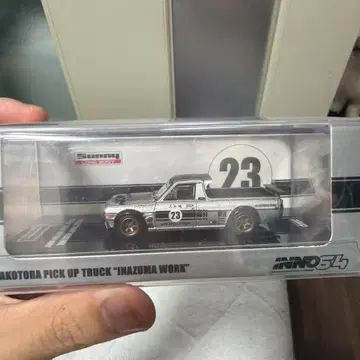 Sunny
23
23
AKOTORA PICK UP TRUCK "INAZUMA WORK"
INNO64